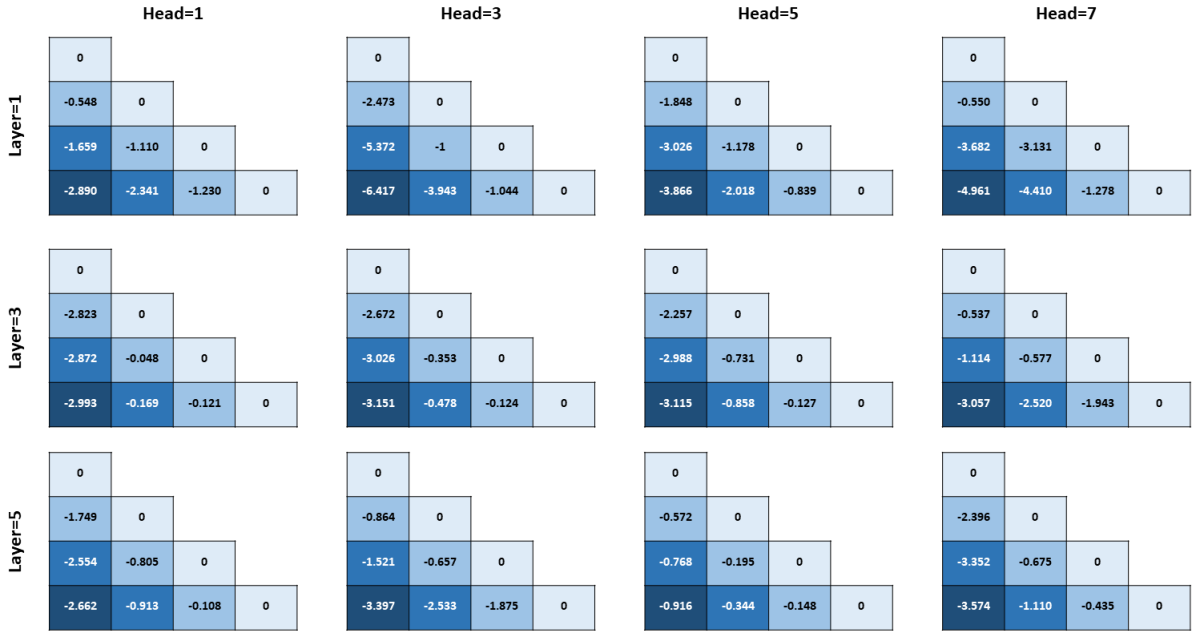 Head=1 Head=3 Head=5 Head=7
Layer=1
0 0 0 0
-0.548 0 -2.473 0 -1.848 0 -0.550 0
-1.659 -1.110 0 -5.372 -1 0 -3.026 -1.178 0 -3.682 -3.131 0
-2.890 -2.341 -1.230 0 -6.417 -3.943 -1.044 0 -3.866 -2.018 -0.839 0 -4.961 -4.410 -1.278 0
Layer=3
0 0 0 0
-2.823 0 -2.672 0 -2.257 0 -0.537 0
-2.872 -0.048 0 -3.026 -0.353 0 -2.988 -0.731 0 -1.114 -0.577 0
-2.993 -0.169 -0.121 0 -3.151 -0.478 -0.124 0 -3.115 -0.858 -0.127 0 -3.057 -2.520 -1.943 0
Layer=5
0 0 0 0
-1.749 0 -0.864 0 -0.572 0 -2.396 0
-2.554 -0.805 0 -1.521 -0.657 0 -0.768 -0.195 0 -3.352 -0.675 0
-2.662 -0.913 -0.108 0 -3.397 -2.533 -1.875 0 -0.916 -0.344 -0.148 0 -3.574 -1.110 -0.435 0